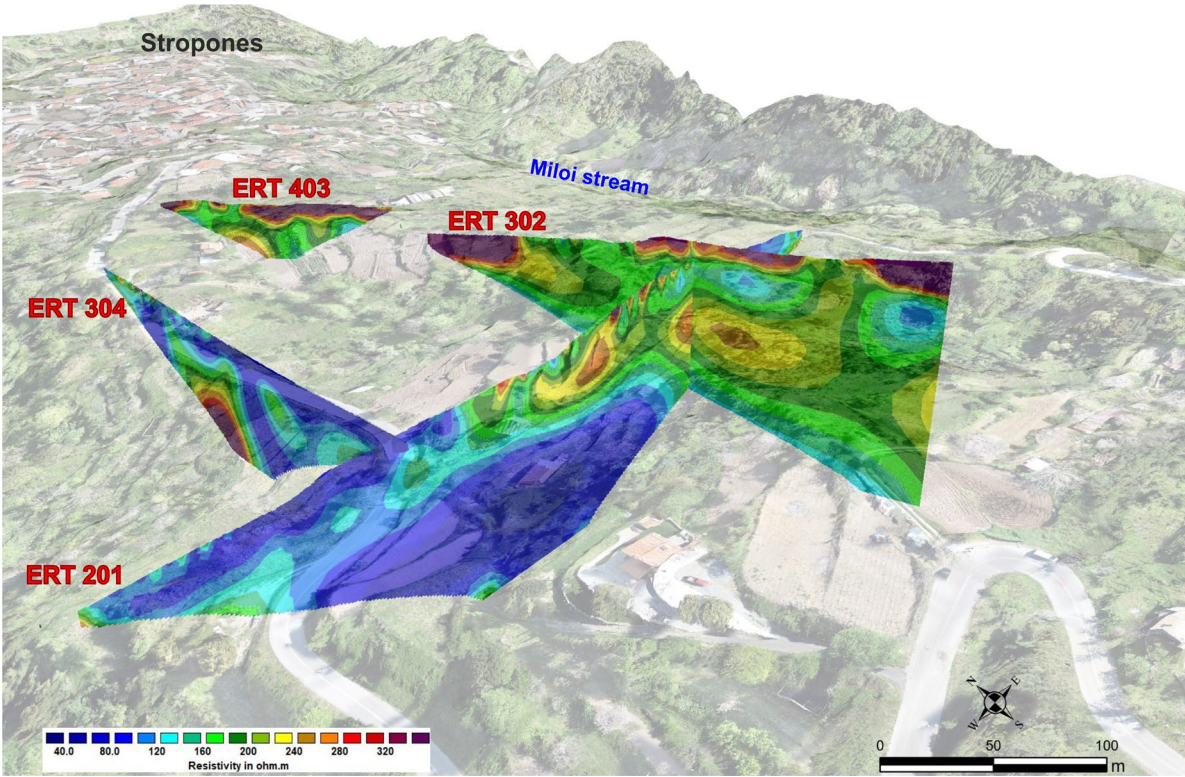 Stropones
Miloi stream
ERT 403
ERT 302
ERT 304
ERT 201
N E
W S
40.0 80.0 120 160 200 240 280 320
Resistivity in ohm.m
0 50 100
m